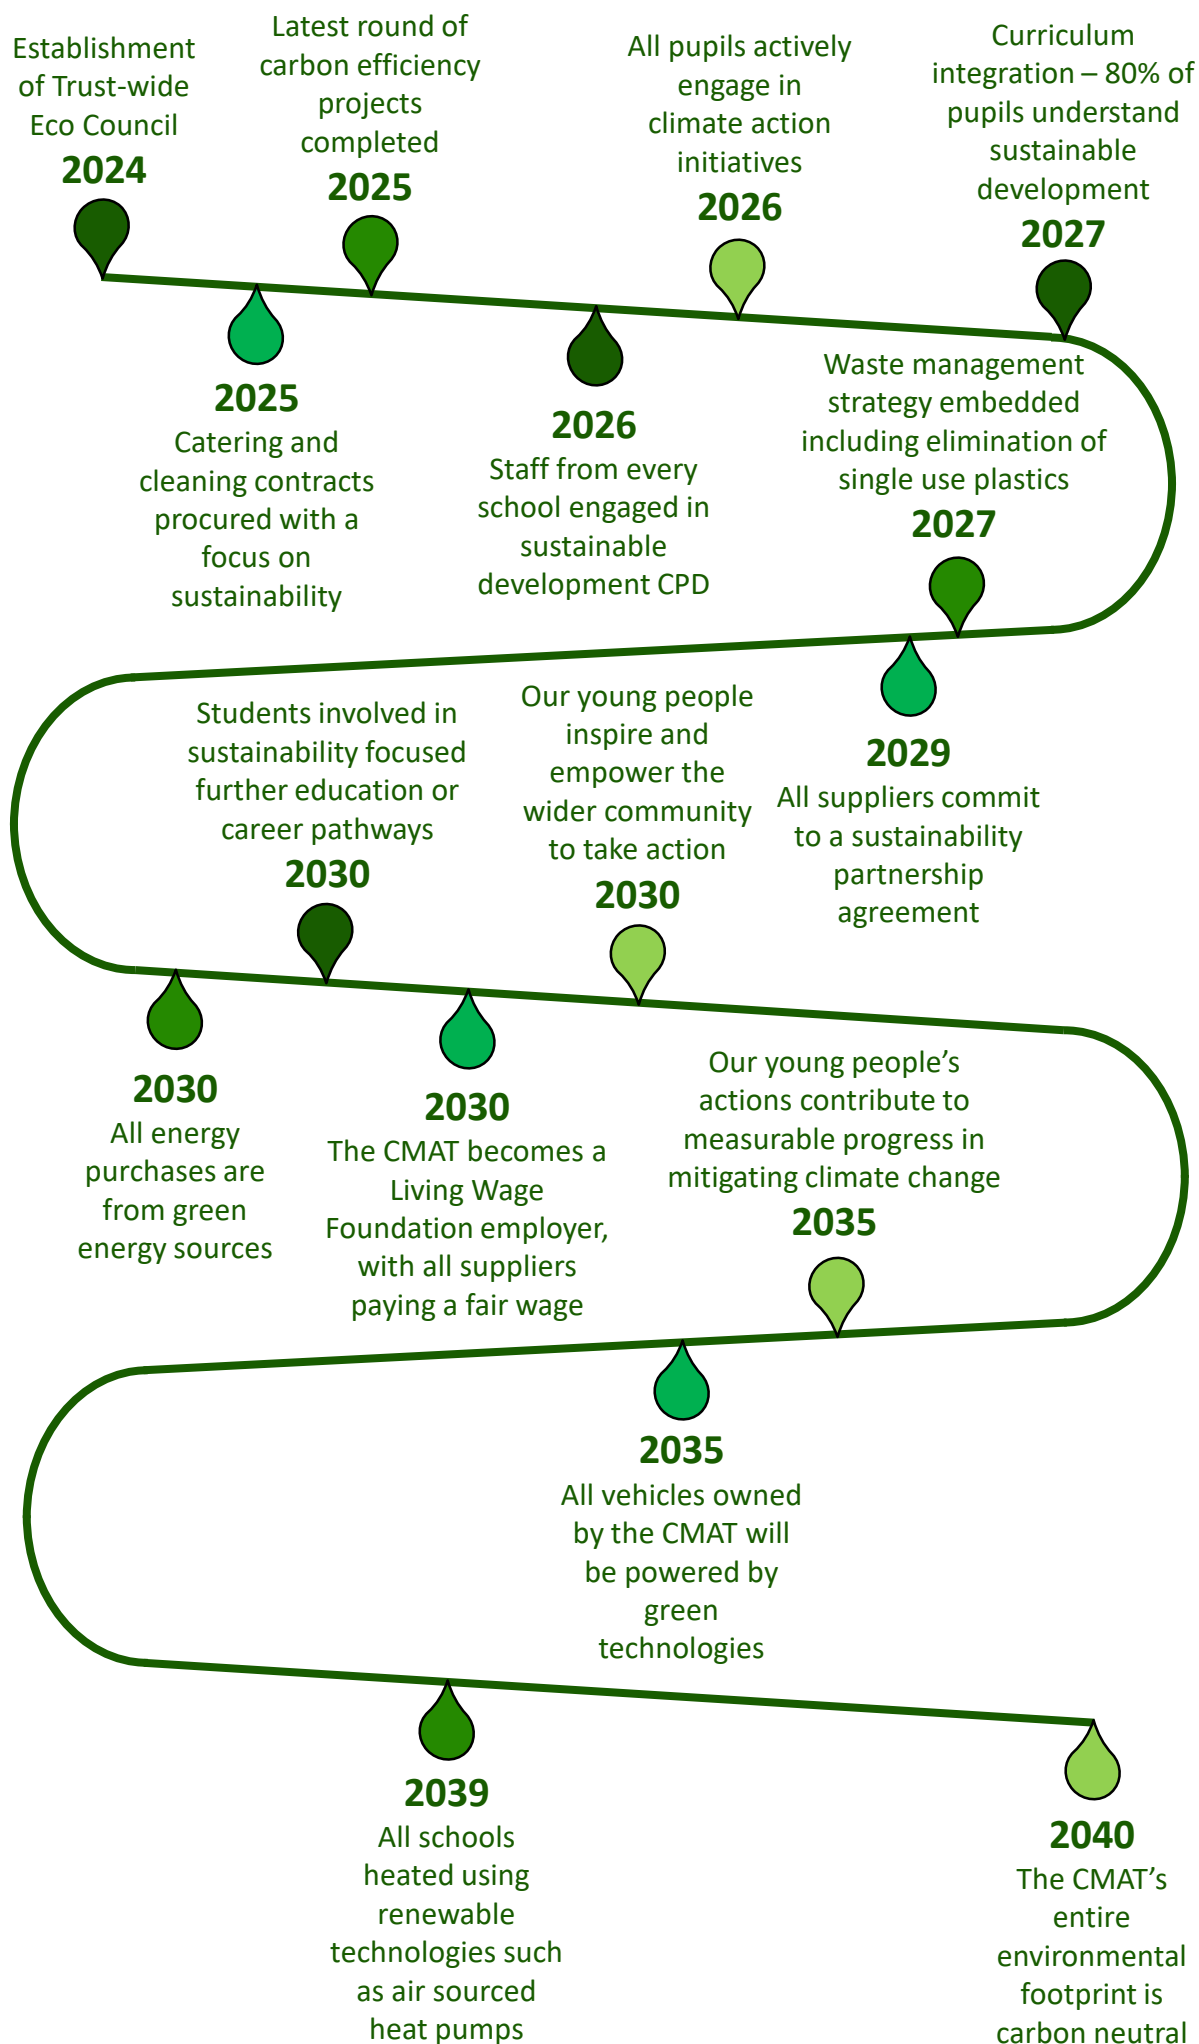 Establishment
of Trust-wide
Eco Council
2024
Latest round of
carbon efficiency
projects
completed
2025
All pupils actively
engage in
climate action
initiatives
2026
Curriculum
integration – 80% of
pupils understand
sustainable
development
2027
2025
Catering and
cleaning contracts
procured with a
focus on
sustainability
2026
Staff from every
school engaged in
sustainable
development CPD
Waste management
strategy embedded
including elimination of
single use plastics
2027
Students involved in
sustainability focused
further education or
career pathways
2030
Our young people
inspire and
empower the
wider community
to take action
2030
2029
All suppliers commit
to a sustainability
partnership
agreement
2030
All energy
purchases are
from green
energy sources
2030
The CMAT becomes a
Living Wage
Foundation employer,
with all suppliers
paying a fair wage
Our young people’s
actions contribute to
measurable progress in
mitigating climate change
2035
2035
All vehicles owned
by the CMAT will
be powered by
green
technologies
2039
All schools
heated using
renewable
technologies such
as air sourced
heat pumps
2040
The CMAT’s
entire
environmental
footprint is
carbon neutral